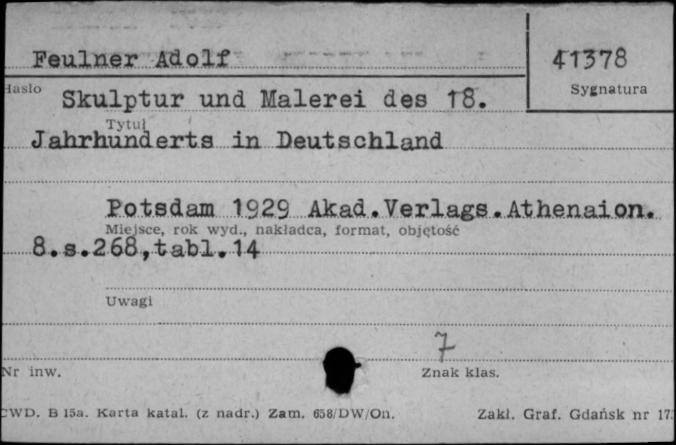 Feulner Adolf
41378
Hasło
Sygnatura
Skulptur und Malerei des 18.
Tytuł
Jahrhunderts in Deutschland
Potsdam 1929 Akad.Verlags.Athenaion.
Miejsce, rok wyd., nakładca, format, objętość
8.s.268,tabl.14
Uwagi
7
Nr inw.
Znak klas.
CWD. B 15a. Karta katal. (z nadr.) Zam. 658/DW/On.
Zakł. Graf. Gdańsk nr